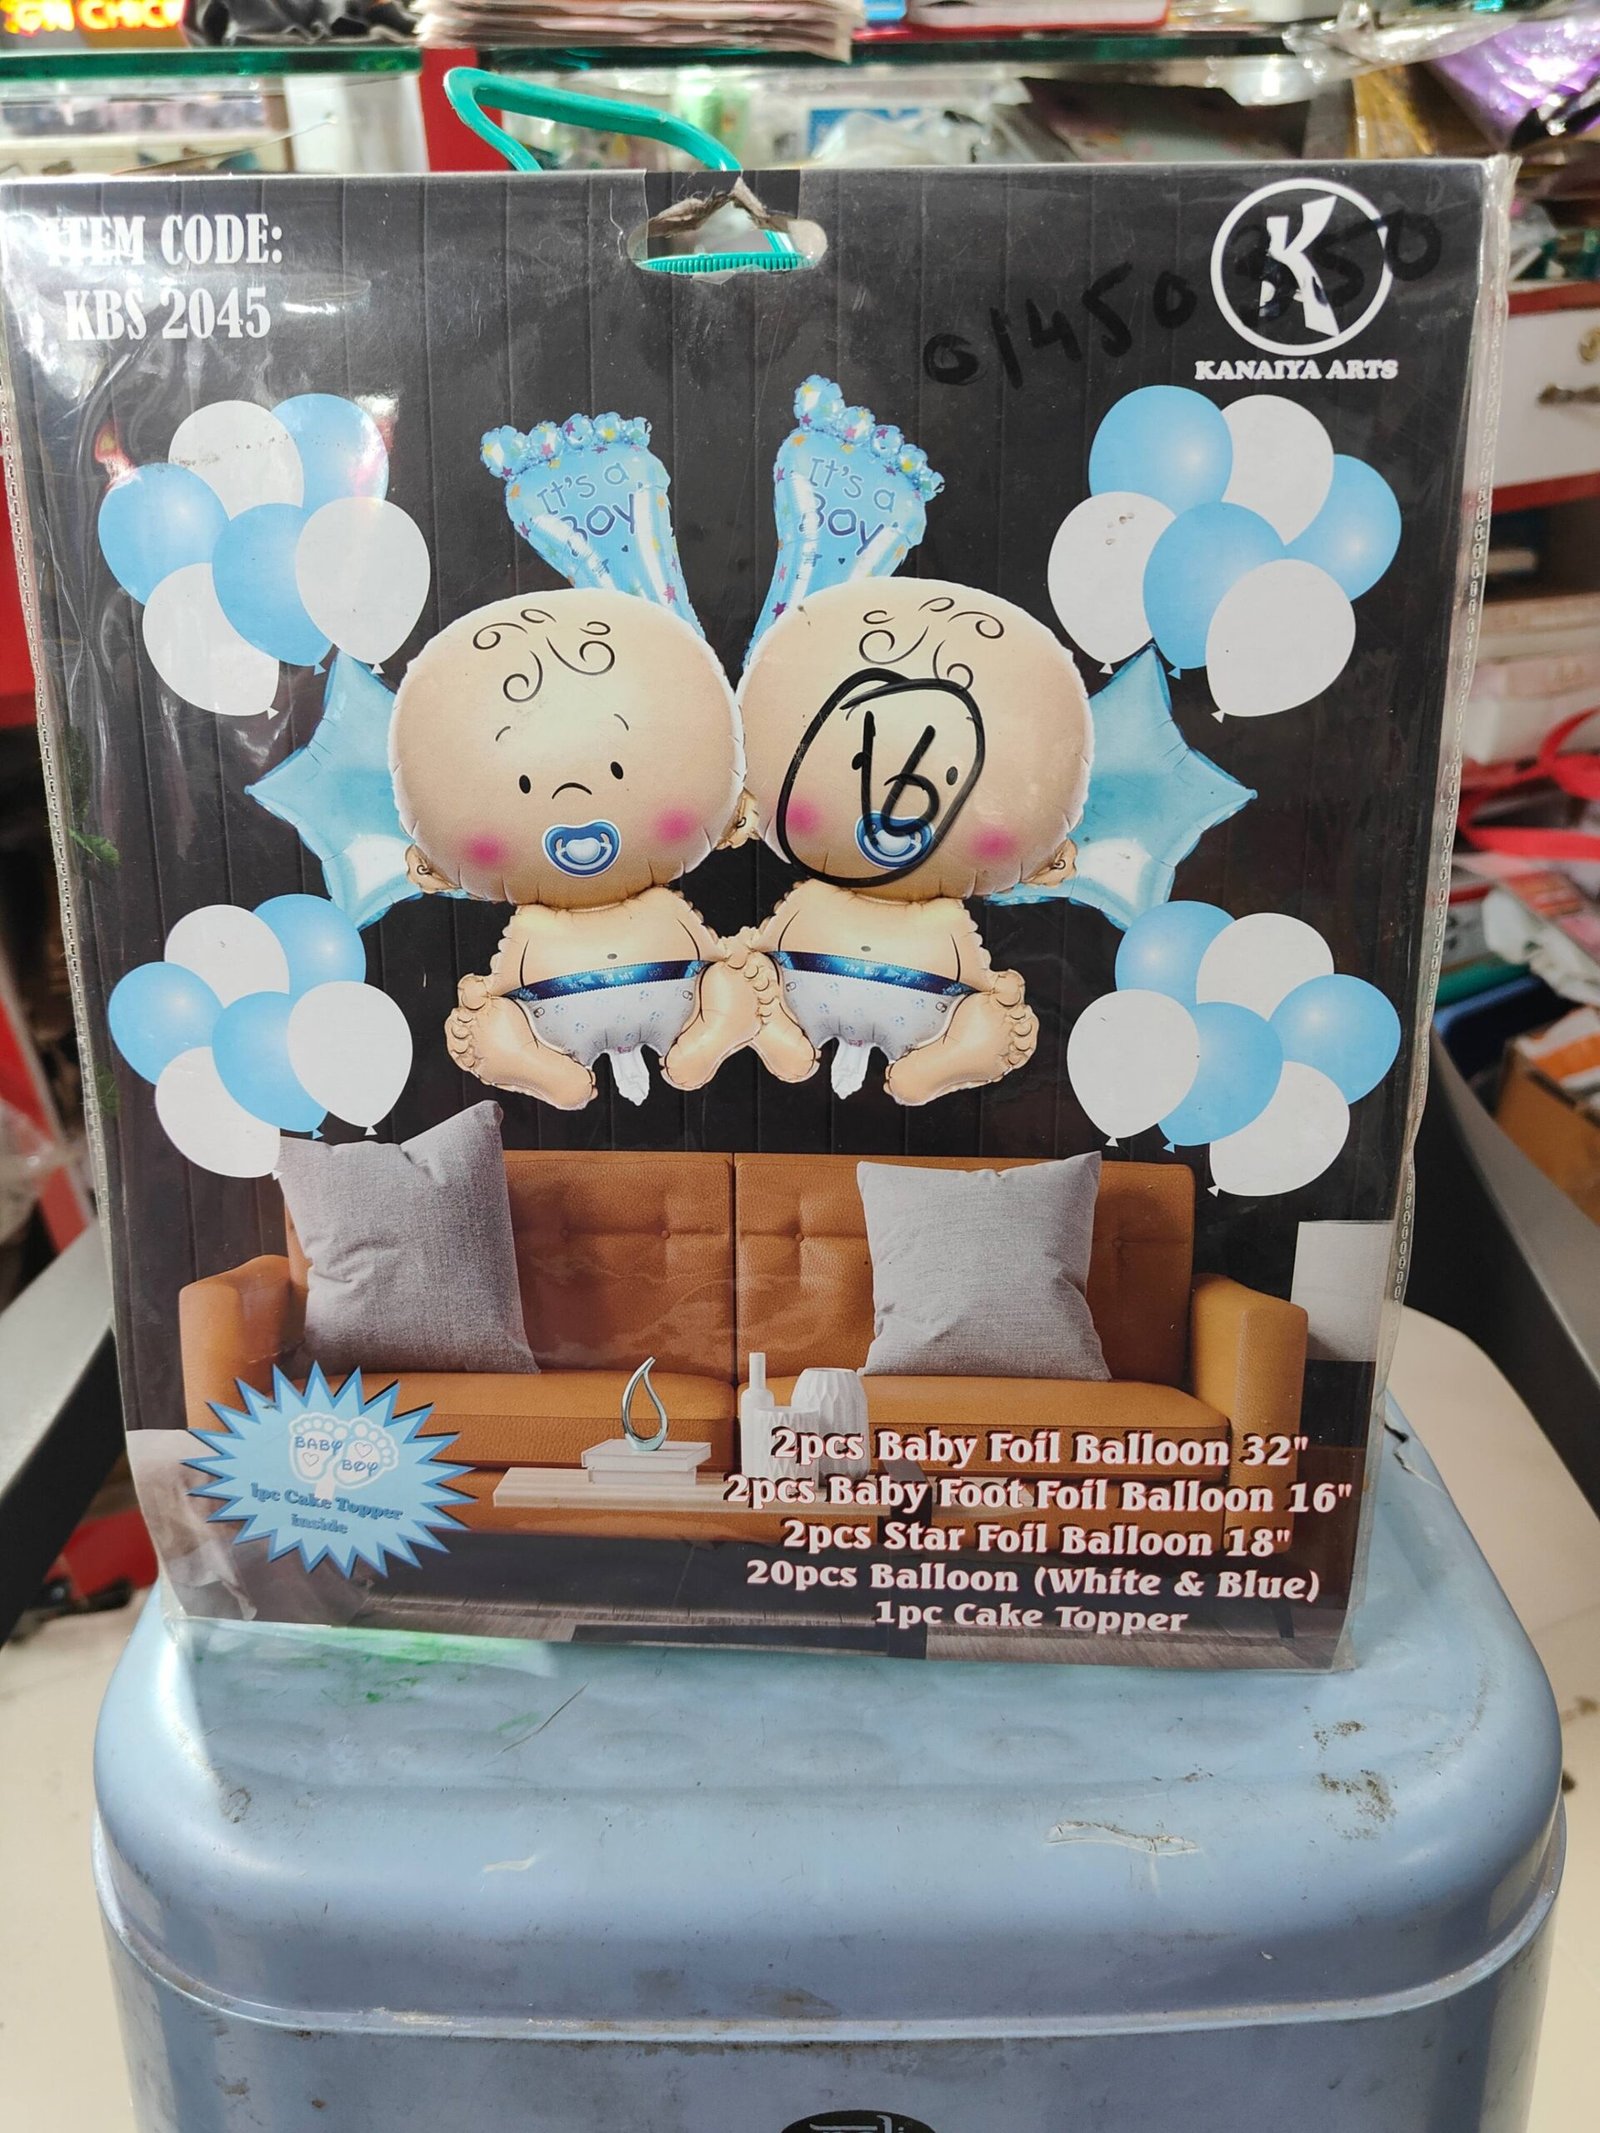 ITEM CODE:
KBS 2045
01450350
K
KANAIYA ARTS
It's a
Boy
It's a
Boy
16
BABY
BOY
1pc Cake Topper
inside
2pcs Baby Foil Balloon 32"
2pcs Baby Foot Foil Balloon 16"
2pcs Star Foil Balloon 18"
20pcs Balloon (White & Blue)
1pc Cake Topper